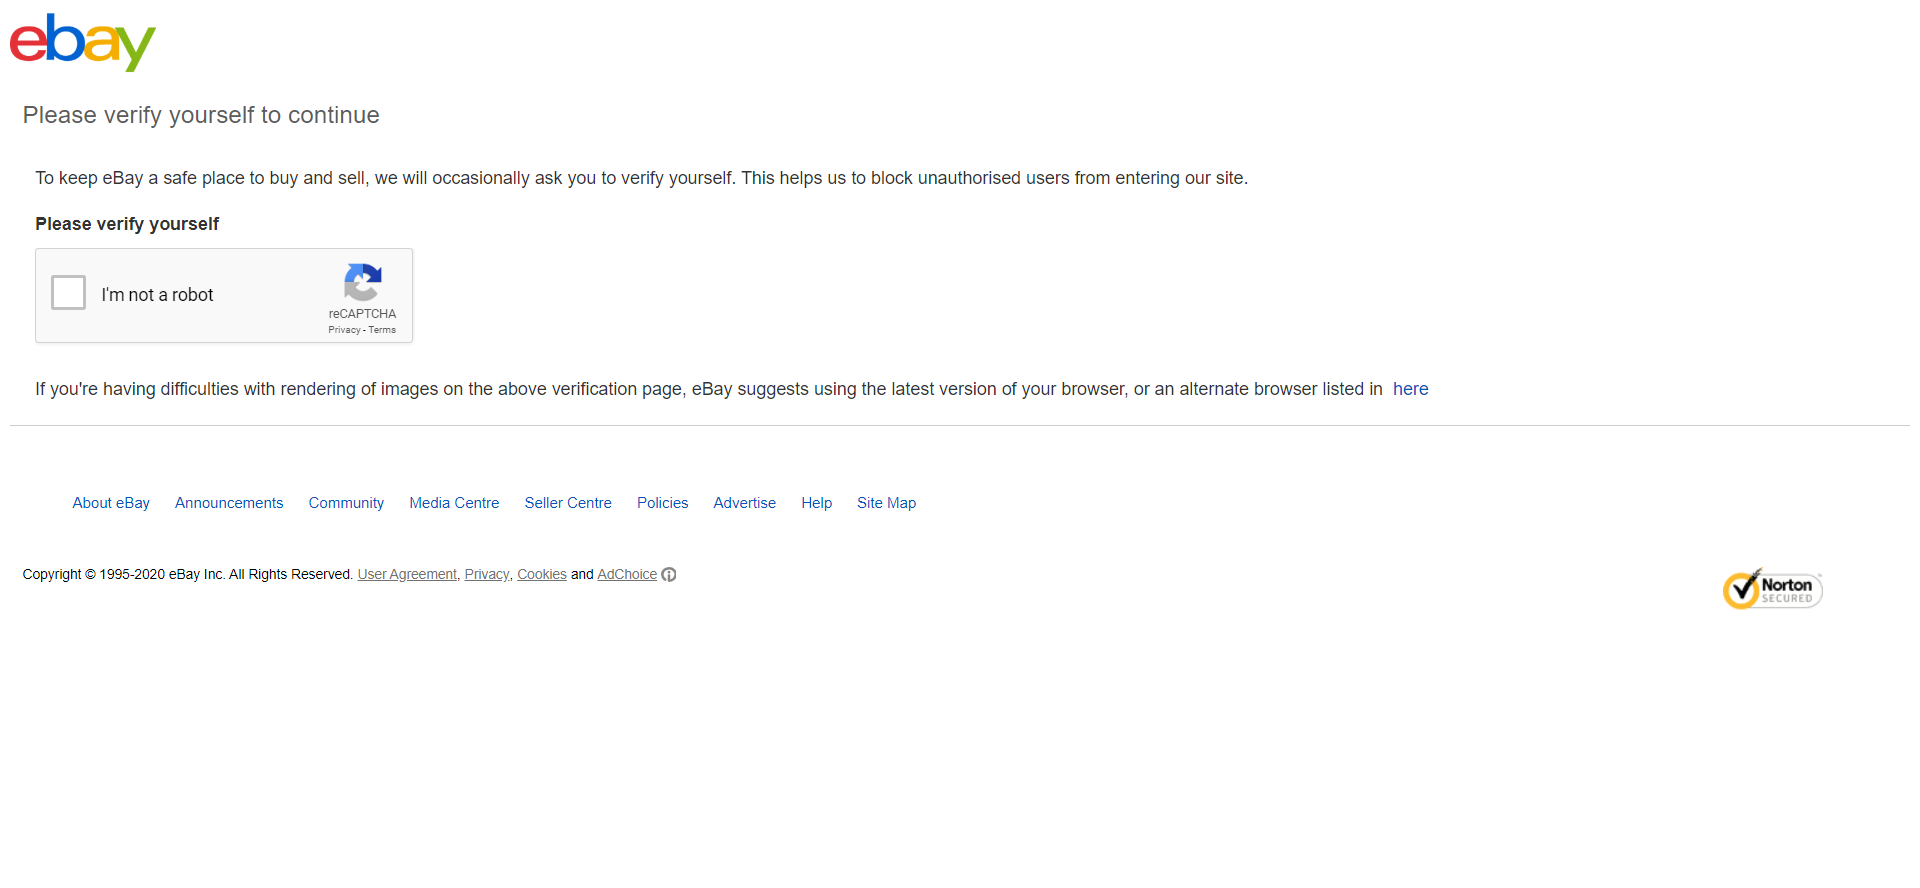 ebay
Please verify yourself to continue
To keep eBay a safe place to buy and sell, we will occasionally ask you to verify yourself. This helps us to block unauthorised users from entering our site.
Please verify yourself
I'm not a robot
reCAPTCHA
Privacy - Terms
If you're having difficulties with rendering of images on the above verification page, eBay suggests using the latest version of your browser, or an alternate browser listed in here
About eBay Announcements Community Media Centre Seller Centre Policies Advertise Help Site Map
Copyright © 1995-2020 eBay Inc. All Rights Reserved. User Agreement, Privacy, Cookies and AdChoice
Norton
SECURED